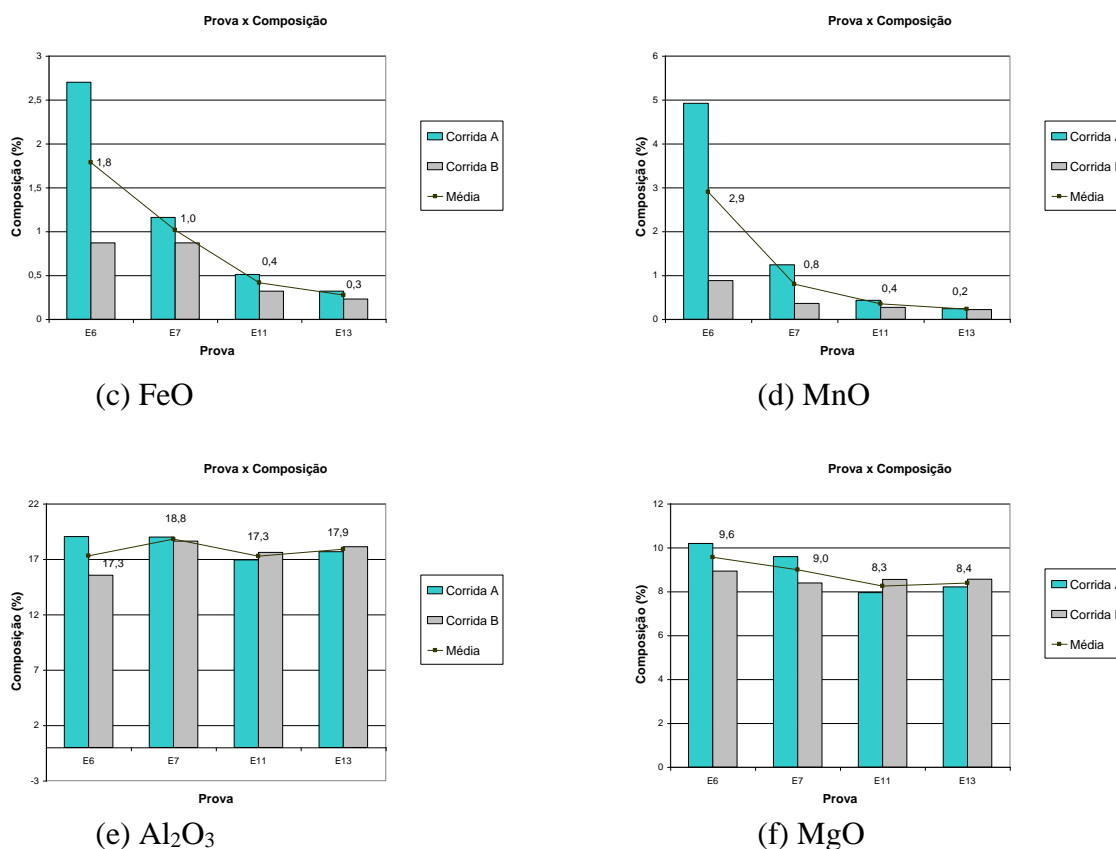 Prova x Composição
3
2,5
2
1,5
1
0,5
0
Composição (%)
1,8
1,0
0,4
0,3
E6 E7 E11 E13
Prova
Corrida A
Corrida B
Média
(c) FeO
Prova x Composição
6
5
4
3
2
1
0
Composição (%)
2,9
0,8
0,4
0,2
E6 E7 E11 E13
Prova
Corrida A
Corrida
Média
(d) MnO
Prova x Composição
22
17
12
7
2
-3
Composição (%)
17,3
18,8
17,3
17,9
E6 E7 E11 E13
Prova
Corrida A
Corrida B
Média
(e) Al₂O₃
Prova x Composição
12
10
8
6
4
2
0
Composição (%)
9,6
9,0
8,3
8,4
E6 E7 E11 E13
Prova
Corrida A
Corrida
Média
(f) MgO